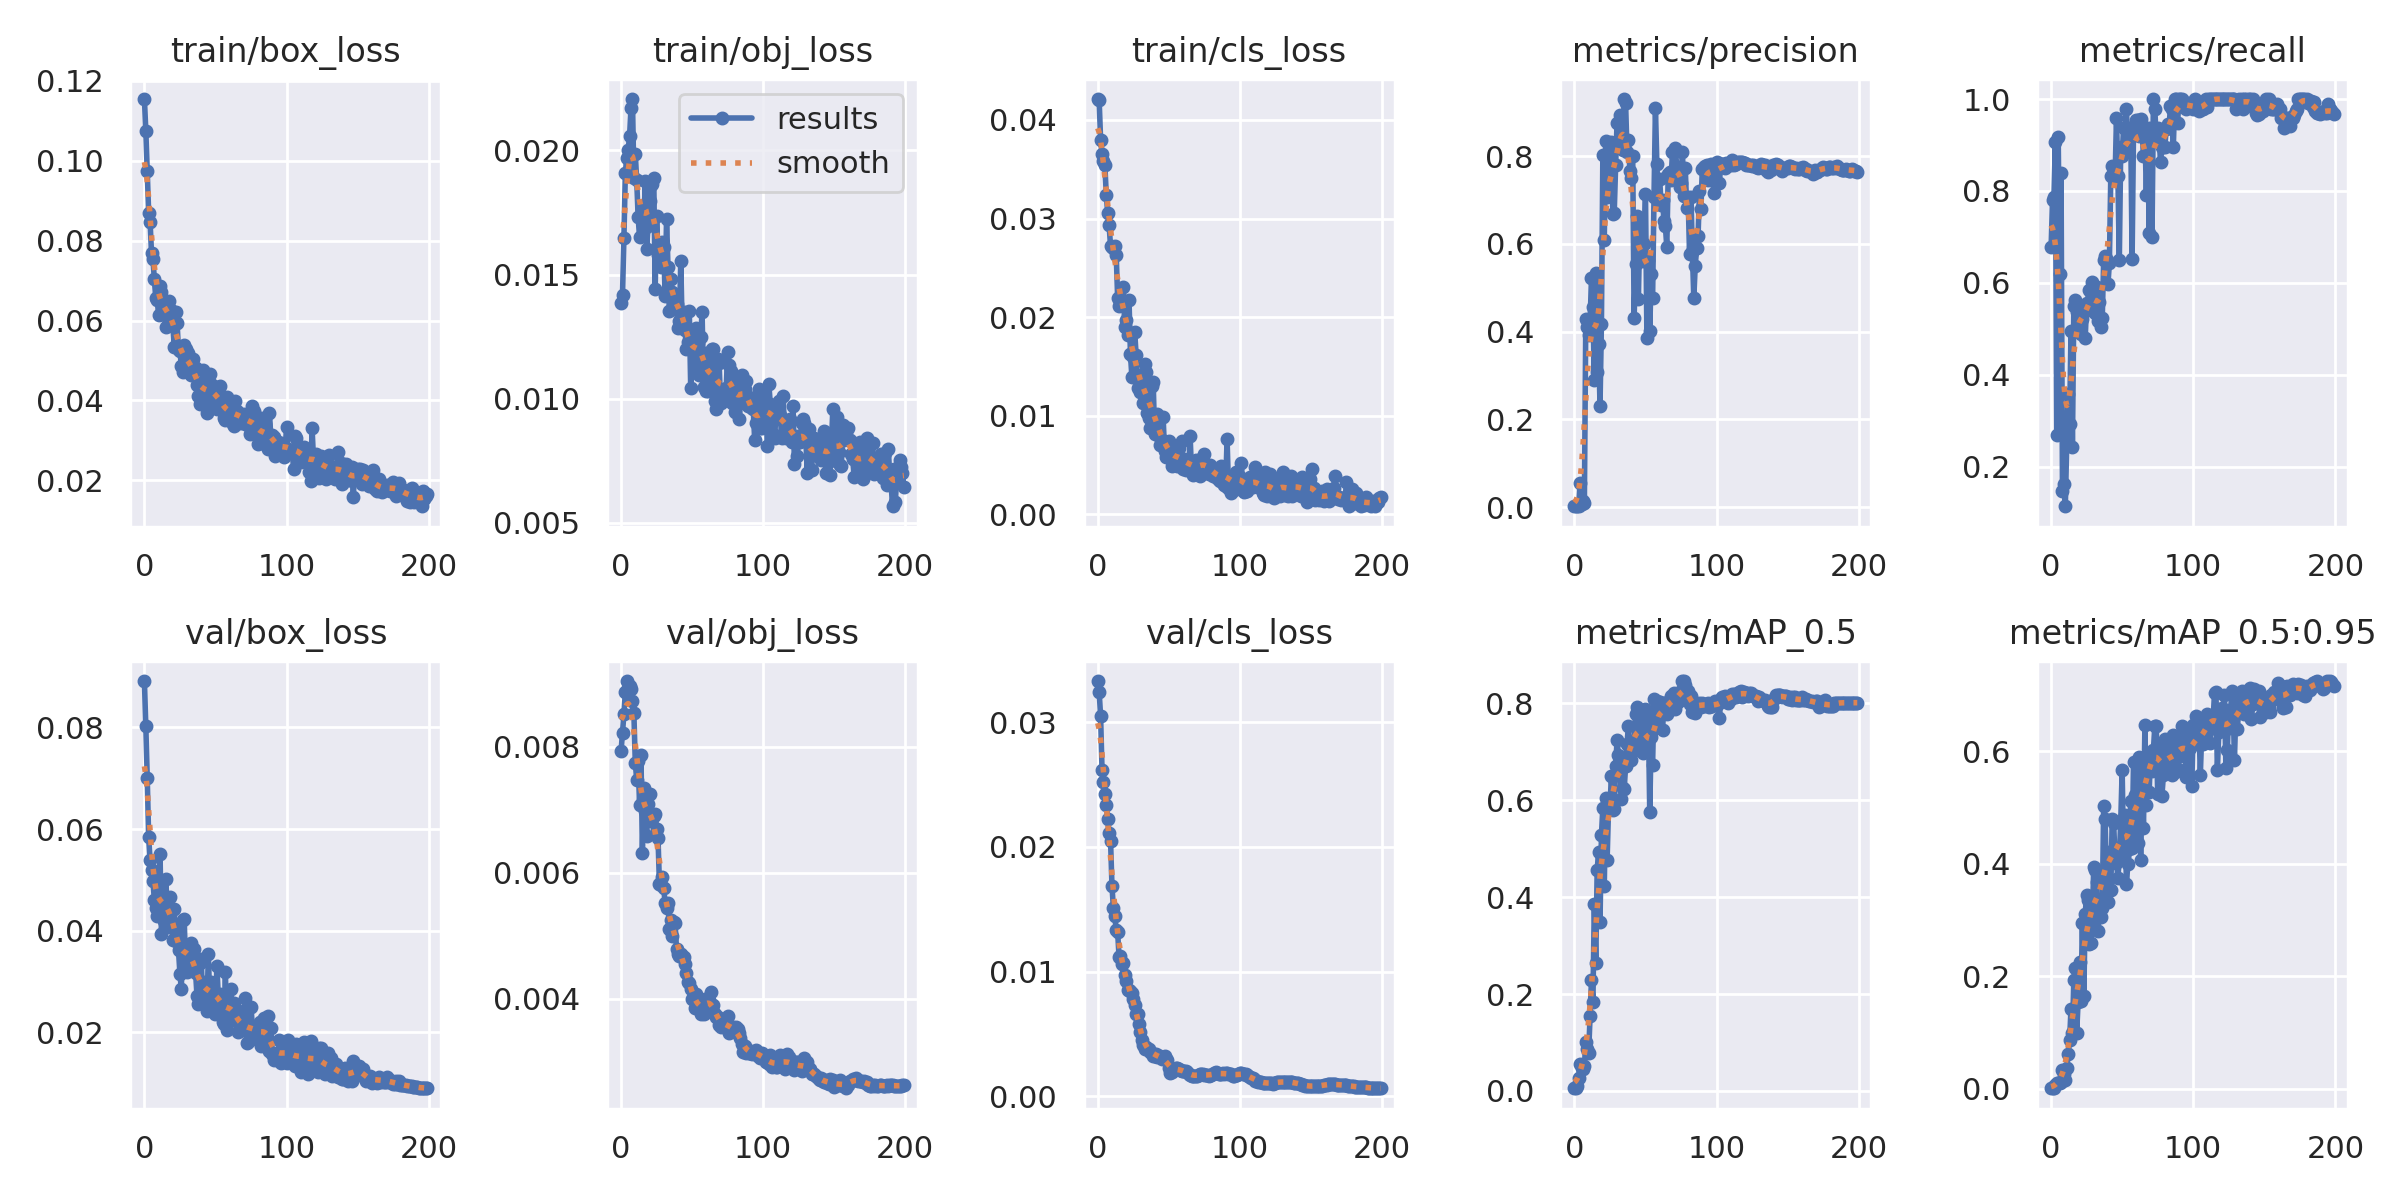 train/box_loss
0.12
0.10
0.08
0.06
0.04
0.02
0 100 200
train/obj_loss
results
smooth
0.020
0.015
0.010
0.005
0 100 200
train/cls_loss
0.04
0.03
0.02
0.01
0.00
0 100 200
metrics/precision
0.8
0.6
0.4
0.2
0.0
0 100 200
metrics/recall
1.0
0.8
0.6
0.4
0.2
0 100 200
val/box_loss
0.08
0.06
0.04
0.02
0 100 200
val/obj_loss
0.008
0.006
0.004
0 100 200
val/cls_loss
0.03
0.02
0.01
0.00
0 100 200
metrics/mAP_0.5
0.8
0.6
0.4
0.2
0.0
0 100 200
metrics/mAP_0.5:0.95
0.6
0.4
0.2
0.0
0 100 200